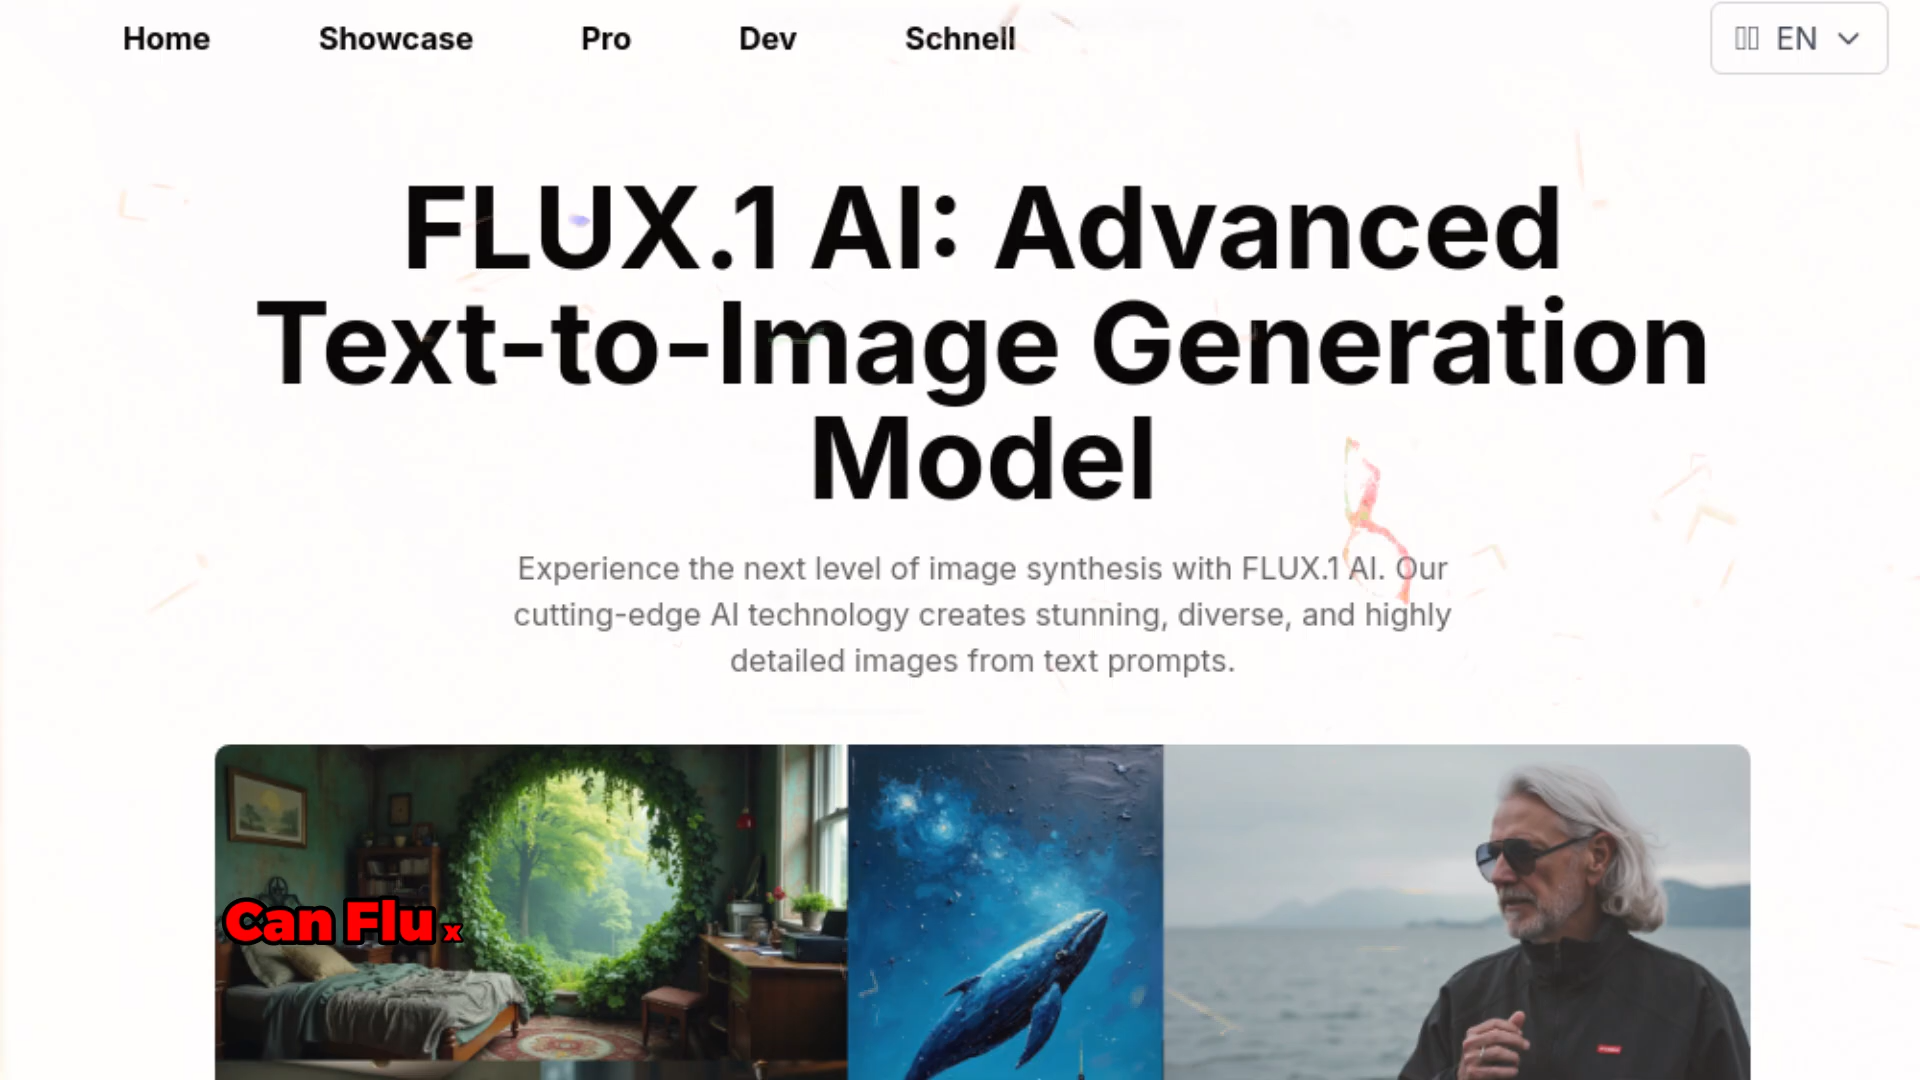 Home Showcase Pro Dev Schnell EN
FLUX.1 AI: Advanced
Text-to-Image Generation
Model
Experience the next level of image synthesis with FLUX.1 AI. Our
cutting-edge AI technology creates stunning, diverse, and highly
detailed images from text prompts.
Can Flux